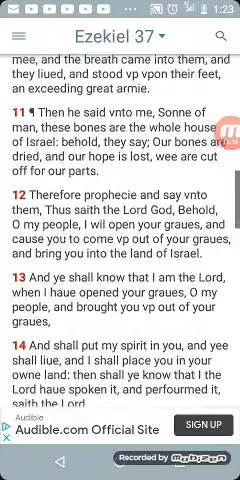 1:23
Ezekiel 37
mee, and the breath came into them, and
they liued, and stood vp vpon their feet,
an exceeding great armie.
11 ¶ Then he said vnto me, Sonne of
man, these bones are the whole house
of Israel: behold, they say; Our bones are
dried, and our hope is lost, wee are cut
off for our parts.
12 Therefore prophecie and say vnto
them, Thus saith the Lord God, Behold,
O my people, I wil open your graues, and
cause you to come vp out of your graues,
and bring you into the land of Israel.
13 And ye shall know that I am the Lord,
when I haue opened your graues, O my
people, and brought you vp out of your
graues,
14 And shall put my spirit in you, and yee
shall liue, and I shall place you in your
owne land: then shall ye know that I the
Lord haue spoken it, and perfourmed it,
saith the Lord.
Audible
Audible.com Official Site
SIGN UP
Recorded by MOBIZEN